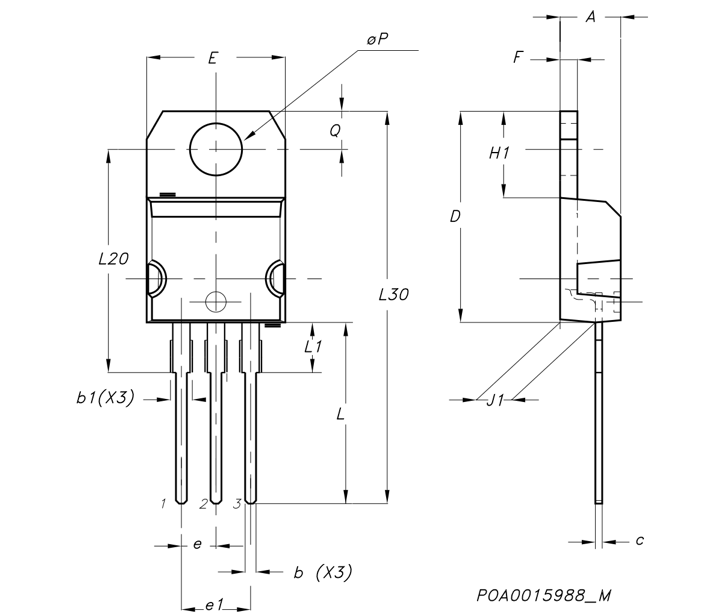 A
øP
E
F
Q
H1
D
L20
L30
L1
b1(X3)
L
J1
1
2
3
e
c
b (X3)
e1
POA0015988_M